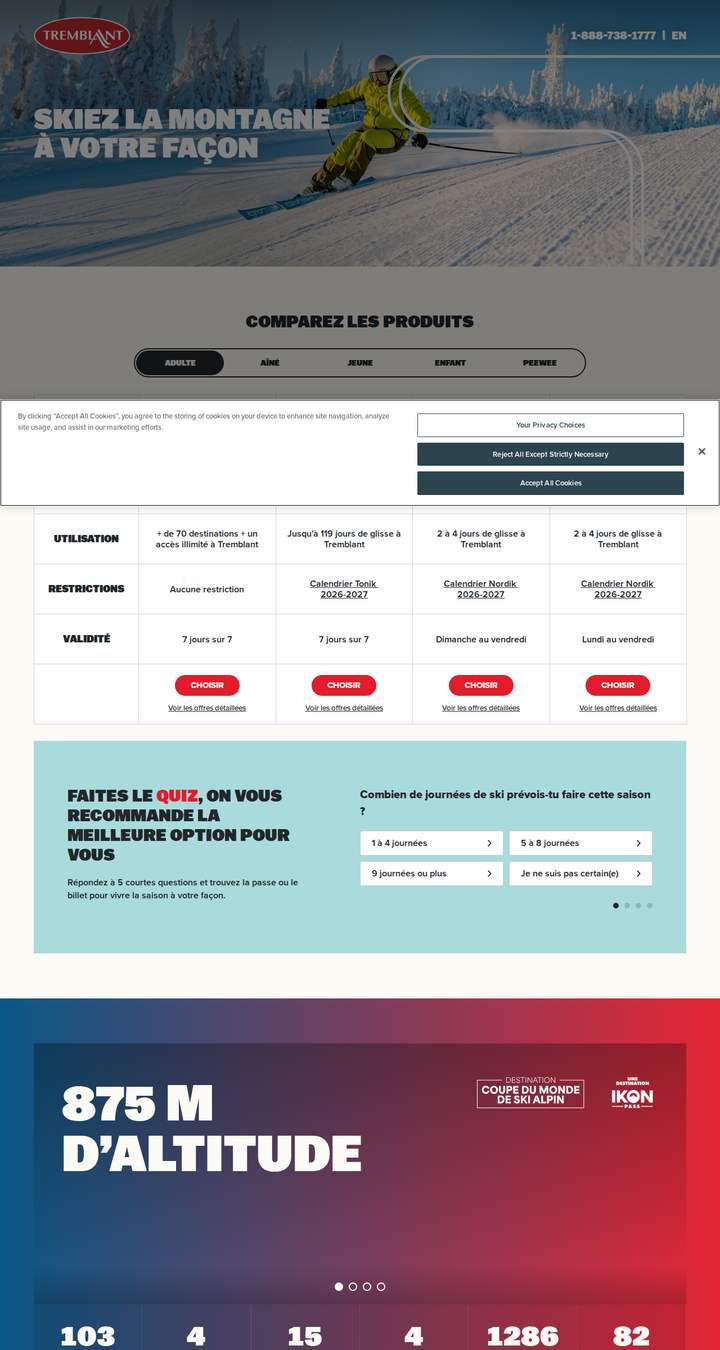 TREMBLANT
1-888-738-1777 | EN
SKIEZ LA MONTAGNE
À VOTRE FAÇON
COMPAREZ LES PRODUITS
ADULTE AÎNÉ JEUNE ENFANT PEEWEE
By clicking “Accept All Cookies”, you agree to the storing of cookies on your device to enhance site navigation, analyze
site usage, and assist in our marketing efforts.
Your Privacy Choices
Reject All Except Strictly Necessary
Accept All Cookies
UTILISATION
+ de 70 destinations + un
accès illimité à Tremblant
Jusqu'à 119 jours de glisse à
Tremblant
2 à 4 jours de glisse à
Tremblant
2 à 4 jours de glisse à
Tremblant
RESTRICTIONS
Aucune restriction
Calendrier Tonik
2026-2027
Calendrier Nordik
2026-2027
Calendrier Nordik
2026-2027
VALIDITÉ
7 jours sur 7
7 jours sur 7
Dimanche au vendredi
Lundi au vendredi
CHOISIR CHOISIR CHOISIR CHOISIR
Voir les offres détaillées Voir les offres détaillées Voir les offres détaillées Voir les offres détaillées
FAITES LE QUIZ, ON VOUS
RECOMMANDE LA
MEILLEURE OPTION POUR
VOUS
Répondez à 5 courtes questions et trouvez la passe ou le
billet pour vivre la saison à votre façon.
Combien de journées de ski prévois-tu faire cette saison
?
1 à 4 journées
5 à 8 journées
9 journées ou plus
Je ne suis pas certain(e)
875 M
D’ALTITUDE
DESTINATION
COUPE DU MONDE
DE SKI ALPIN
UNE
DESTINATION
IKON
PASS
103 4 15 4 1286 82